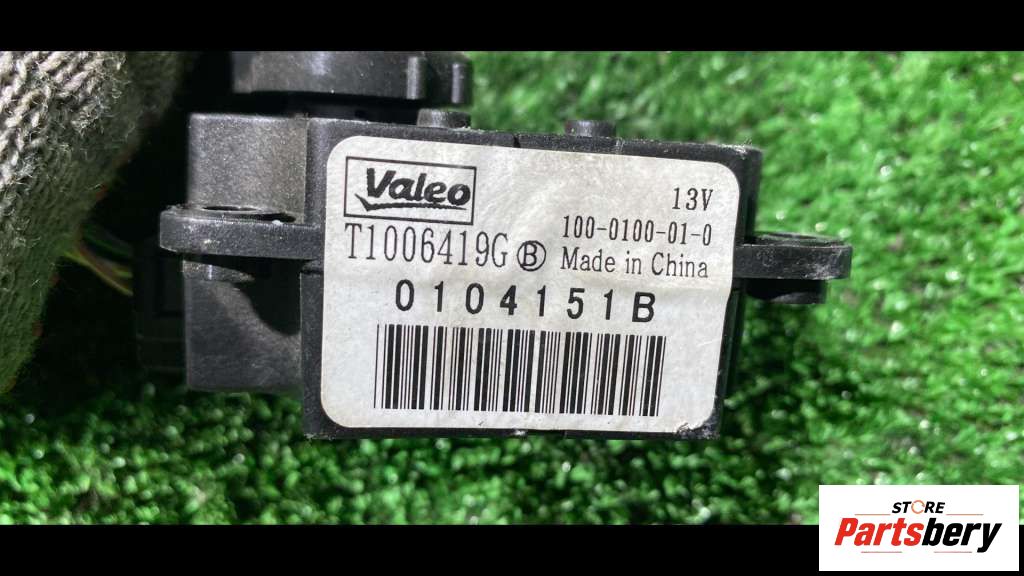 Valeo
13V
T1006419G Ⓑ
100-0100-01-0
Made in China
0104151B
STORE
Partsbery